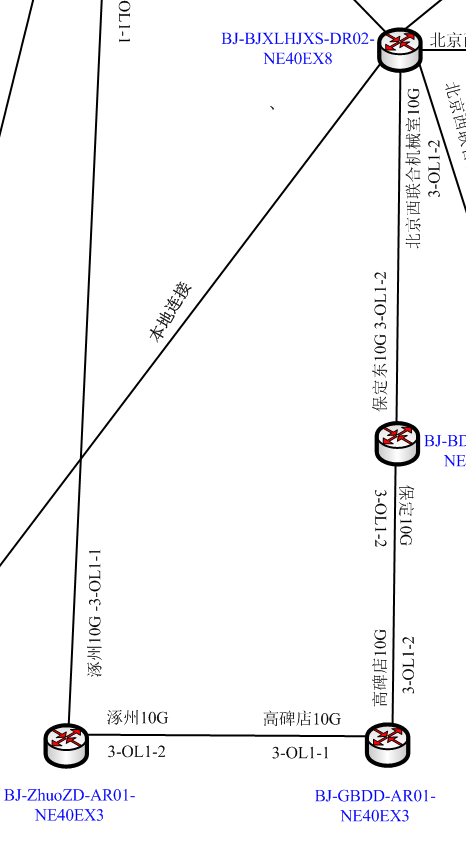 OL1-1
BJ-BJXLHJXS-DR02-
NE40EX8
、
北京西联合机械室10G
3-OL1-2
本地连接
保定东10G 3-OL1-2
BJ-BD
NE
保定10G
3-OL1-2
涿州10G -3-OL1-1
高碑店10G
3-OL1-2
涿州10G
高碑店10G
3-OL1-2
3-OL1-1
BJ-ZhuoZD-AR01-
NE40EX3
BJ-GBDD-AR01-
NE40EX3